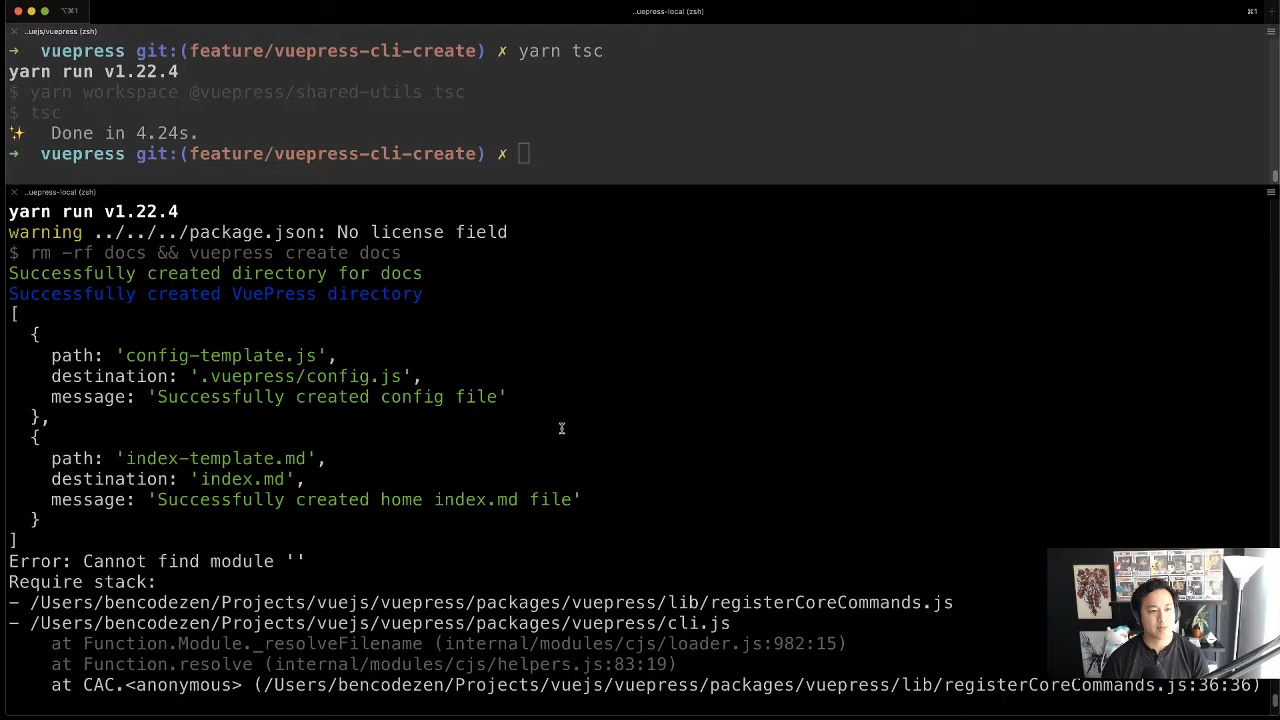 ⌥⌘1
..uepress-local (zsh)
⌘1
..uejs/vuepress (zsh)
➜ vuepress git:(feature/vuepress-cli-create) ✗ yarn tsc
yarn run v1.22.4
$ yarn workspace @vuepress/shared-utils tsc
$ tsc
✨ Done in 4.24s.
➜ vuepress git:(feature/vuepress-cli-create) ✗
..uepress-local (zsh)
yarn run v1.22.4
warning ../../../package.json: No license field
$ rm -rf docs && vuepress create docs
Successfully created directory for docs
Successfully created VuePress directory
[
{
path: 'config-template.js',
destination: '.vuepress/config.js',
message: 'Successfully created config file'
},
{
path: 'index-template.md',
destination: 'index.md',
message: 'Successfully created home index.md file'
}
]
Error: Cannot find module ''
Require stack:
- /Users/bencodezen/Projects/vuejs/vuepress/packages/vuepress/lib/registerCoreCommands.js
- /Users/bencodezen/Projects/vuejs/vuepress/packages/vuepress/cli.js
at Function.Module._resolveFilename (internal/modules/cjs/loader.js:982:15)
at Function.resolve (internal/modules/cjs/helpers.js:83:19)
at CAC.<anonymous> (/Users/bencodezen/Projects/vuejs/vuepress/packages/vuepress/lib/registerCoreCommands.js:36:36)